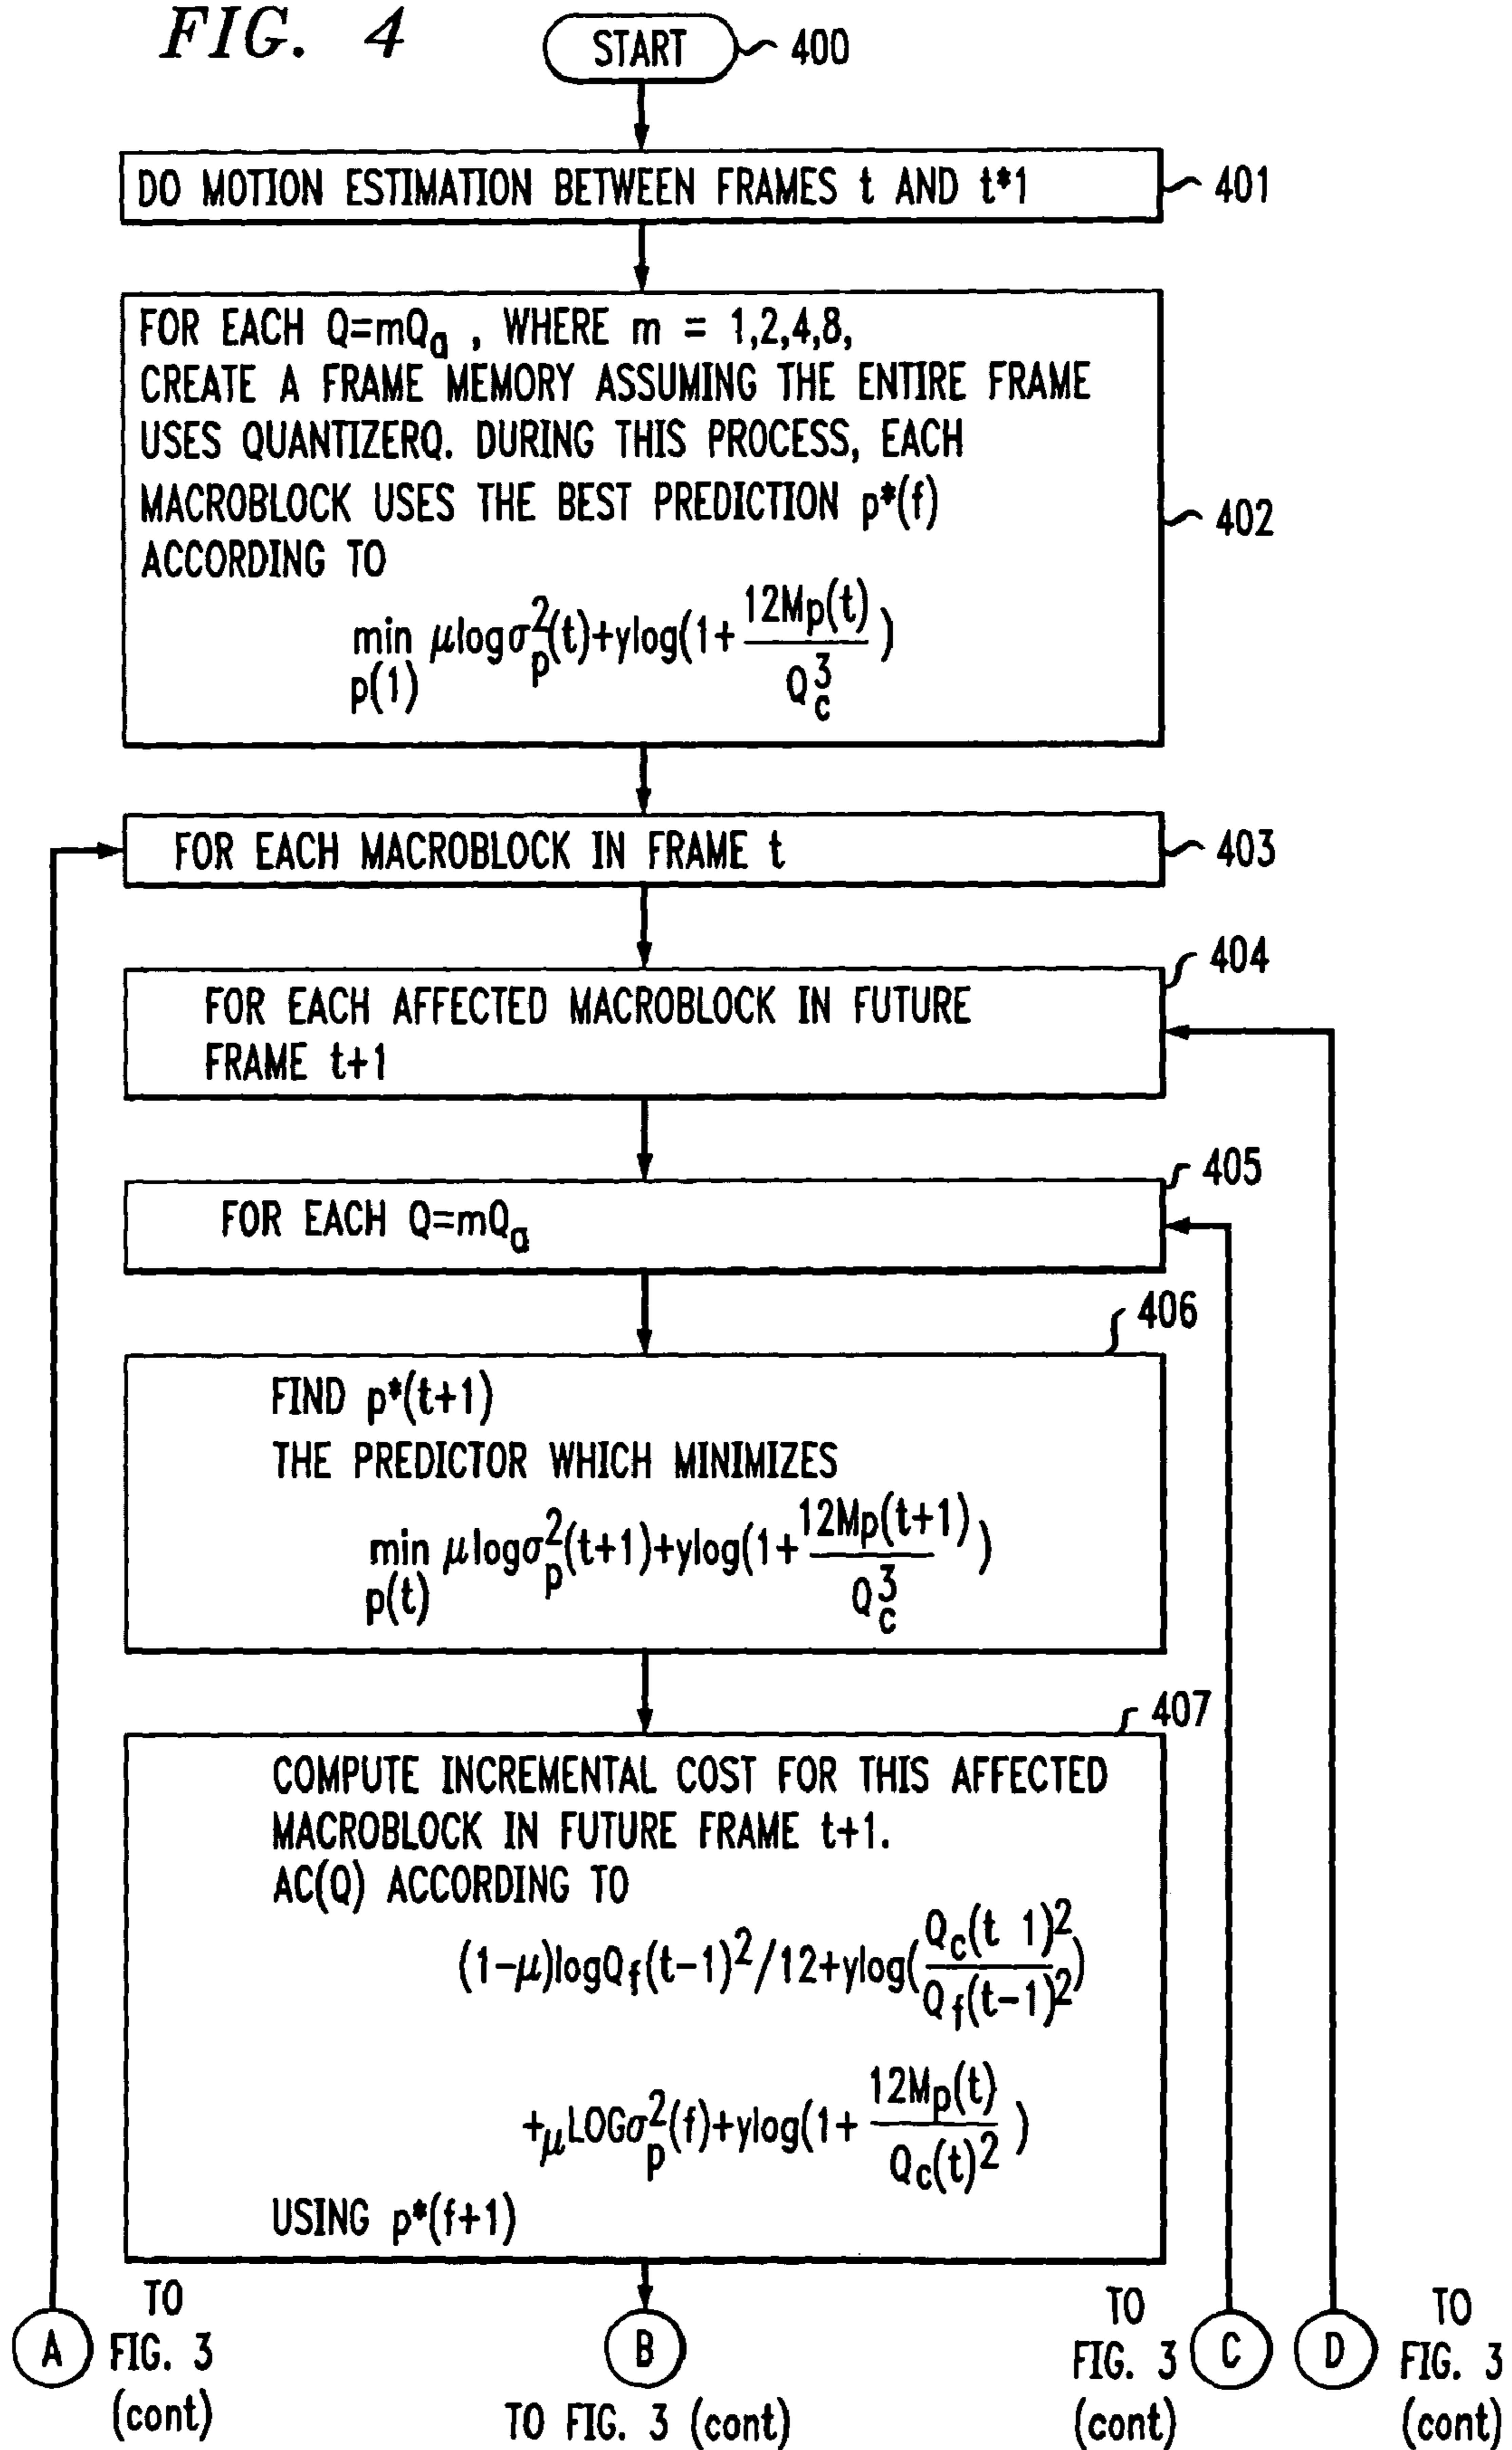 FIG. 4
START
400
DO MOTION ESTIMATION BETWEEN FRAMES t AND t*1
401
FOR EACH Q=mQa , WHERE m = 1,2,4,8,
CREATE A FRAME MEMORY ASSUMING THE ENTIRE FRAME
USES QUANTIZERQ. DURING THIS PROCESS, EACH
MACROBLOCK USES THE BEST PREDICTION p*(f)
ACCORDING TO
min p(1) μlogσ²p(t)+ylog(1+ 12Mp(t) / Q³c )
402
FOR EACH MACROBLOCK IN FRAME t
403
FOR EACH AFFECTED MACROBLOCK IN FUTURE
FRAME t+1
404
FOR EACH Q=mQa
405
FIND p*(t+1)
THE PREDICTOR WHICH MINIMIZES
min p(t) μlogσ²p(t+1)+ylog(1+ 12Mp(t+1) / Q³c )
406
COMPUTE INCREMENTAL COST FOR THIS AFFECTED
MACROBLOCK IN FUTURE FRAME t+1.
AC(Q) ACCORDING TO
(1-μ)logQf(t-1)²/12+ylog( Qc(t 1)² / Qf(t-1)² )
+μLOGσ²p(f)+ylog(1+ 12Mp(t) / Qc(t)² )
USING p*(f+1)
407
A
TO
FIG. 3
(cont)
B
TO FIG. 3 (cont)
TO
FIG. 3
(cont)
C
D
TO
FIG. 3
(cont)